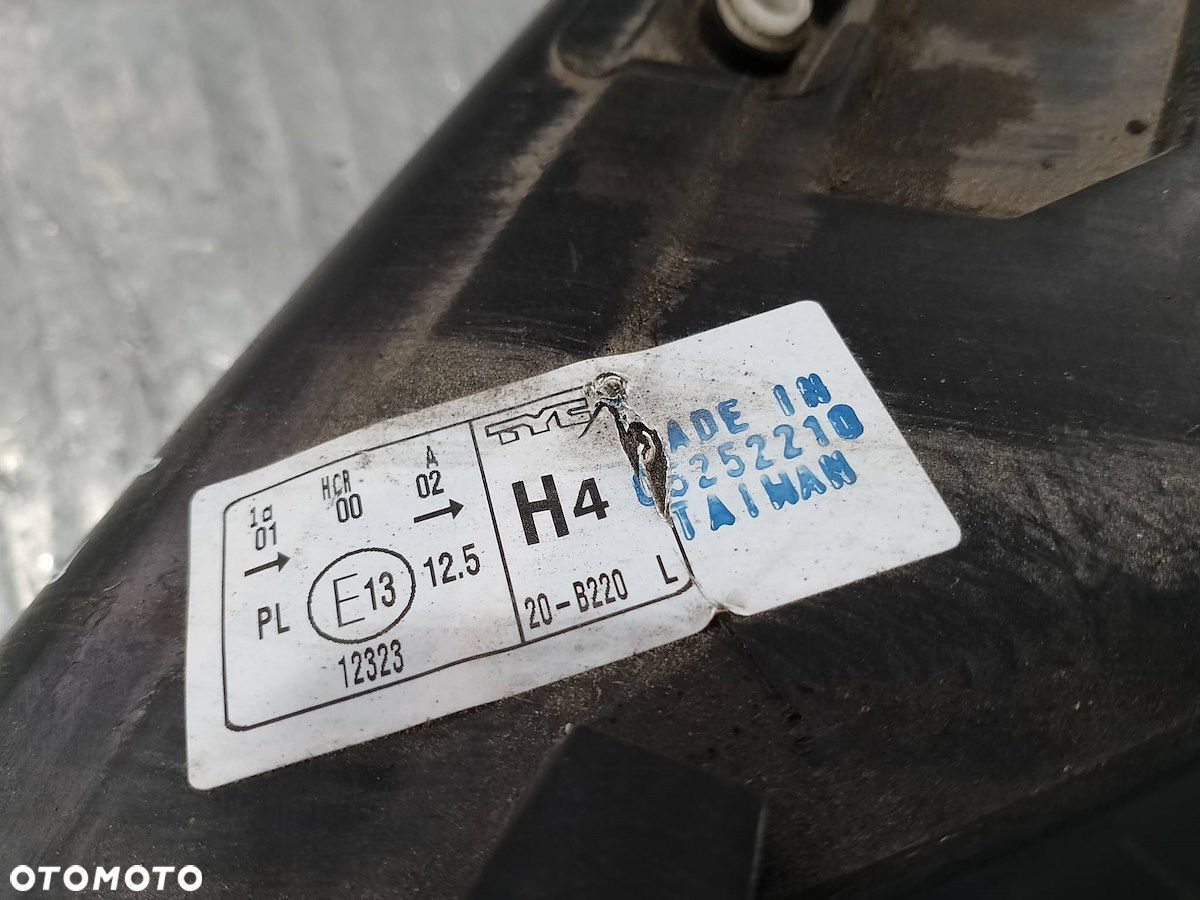 1a HCR A
01 00 02
→ →
PL E13 12.5
12323
TYC
H4
20-B220 L
ADE IN
5252210
TAIWAN
OTOMOTO